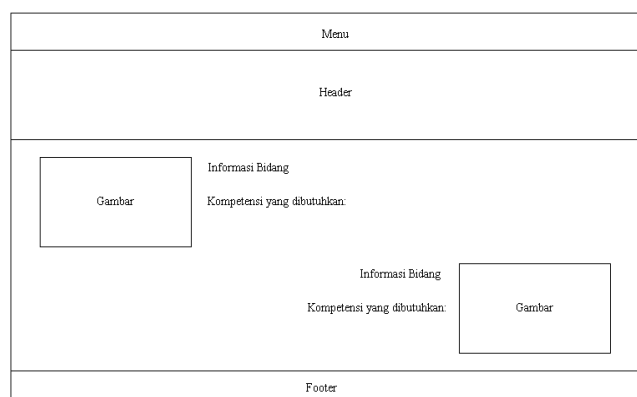 Menu
Header
Gambar
Informasi Bidang
Kompetensi yang dibutuhkan:
Informasi Bidang
Kompetensi yang dibutuhkan:
Gambar
Footer